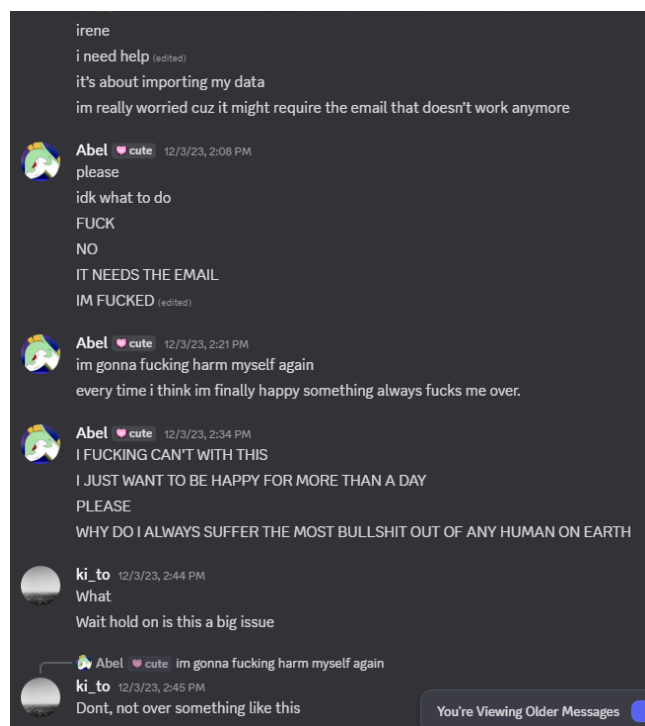 irene
i need help (edited)
it's about importing my data
im really worried cuz it might require the email that doesn't work anymore
Abel cute 12/3/23, 2:08 PM
please
idk what to do
FUCK
NO
IT NEEDS THE EMAIL
IM FUCKED (edited)
Abel cute 12/3/23, 2:21 PM
im gonna fucking harm myself again
every time i think im finally happy something always fucks me over.
Abel cute 12/3/23, 2:34 PM
I FUCKING CAN'T WITH THIS
I JUST WANT TO BE HAPPY FOR MORE THAN A DAY
PLEASE
WHY DO I ALWAYS SUFFER THE MOST BULLSHIT OUT OF ANY HUMAN ON EARTH
ki_to 12/3/23, 2:44 PM
What
Wait hold on is this a big issue
Abel cute im gonna fucking harm myself again
ki_to 12/3/23, 2:45 PM
Dont, not over something like this
You're Viewing Older Messages